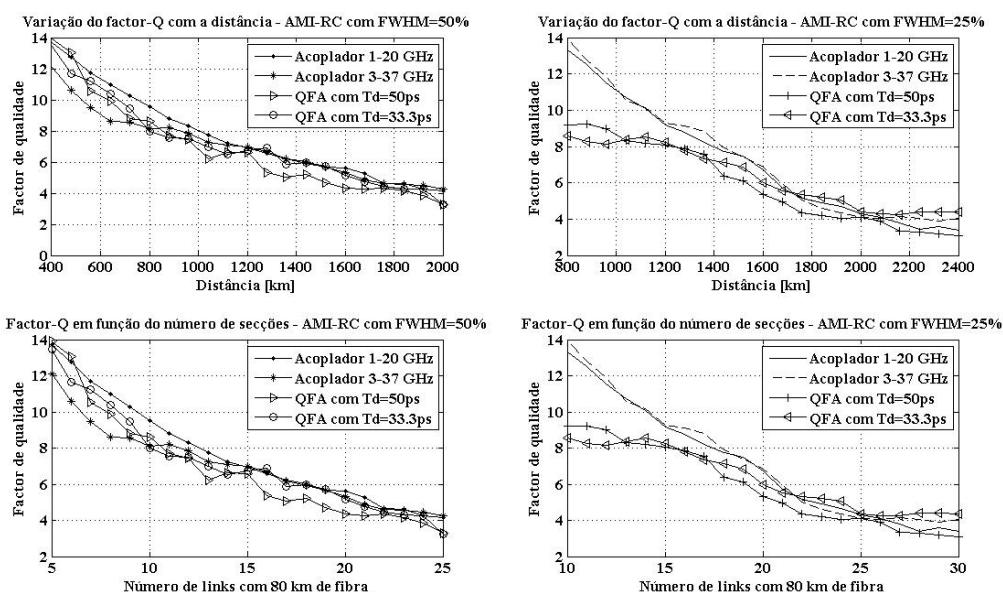 Variação do factor-Q com a distância - AMI-RC com FWHM=50%
14
12
10
8
6
4
2
0
Factor de qualidade
Acoplador 1-20 GHz
Acoplador 3-37 GHz
QFA com Td=50ps
QFA com Td=33.3ps
400 600 800 1000 1200 1400 1600 1800 2000
Distância [km]
Variação do factor-Q com a distância - AMI-RC com FWHM=25%
14
12
10
8
6
4
2
Factor de qualidade
Acoplador 1-20 GHz
Acoplador 3-37 GHz
QFA com Td=50ps
QFA com Td=33.3ps
800 1000 1200 1400 1600 1800 2000 2200 2400
Distância [km]
Factor-Q em função do número de secções - AMI-RC com FWHM=50%
14
12
10
8
6
4
2
Factor de qualidade
Acoplador 1-20 GHz
Acoplador 3-37 GHz
QFA com Td=50ps
QFA com Td=33.3ps
5 10 15 20 25
Número de links com 80 km de fibra
Factor-Q em função do número de secções - AMI-RC com FWHM=25%
14
12
10
8
6
4
2
Factor de qualidade
Acoplador 1-20 GHz
Acoplador 3-37 GHz
QFA com Td=50ps
QFA com Td=33.3ps
10 15 20 25 30
Número de links com 80 km de fibra